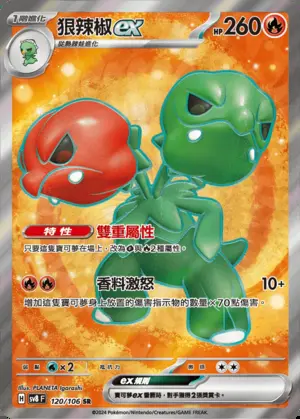 1階進化
狠辣椒ex
HP 260
從熱辣娃進化
特性 雙重屬性
只要這隻寶可夢在場上，改為草與火2種屬性。
香料激怒 10+
增加這隻寶可夢身上放置的傷害指示物的數量×70點傷害。
×2
ex規則
寶可夢ex昏厥時，對手獲得2張獎賞卡。
Illus. PLANETA Igarashi
H sv8 F 120/106 SR
©2024 Pokémon/Nintendo/Creatures/GAME FREAK.